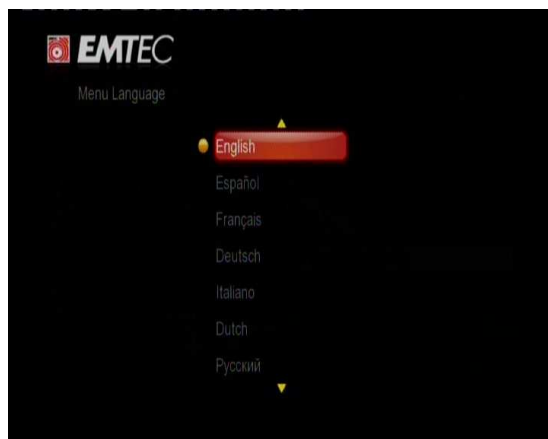 EMTEC
Menu Language
English
Español
Français
Deutsch
Italiano
Dutch
Русский